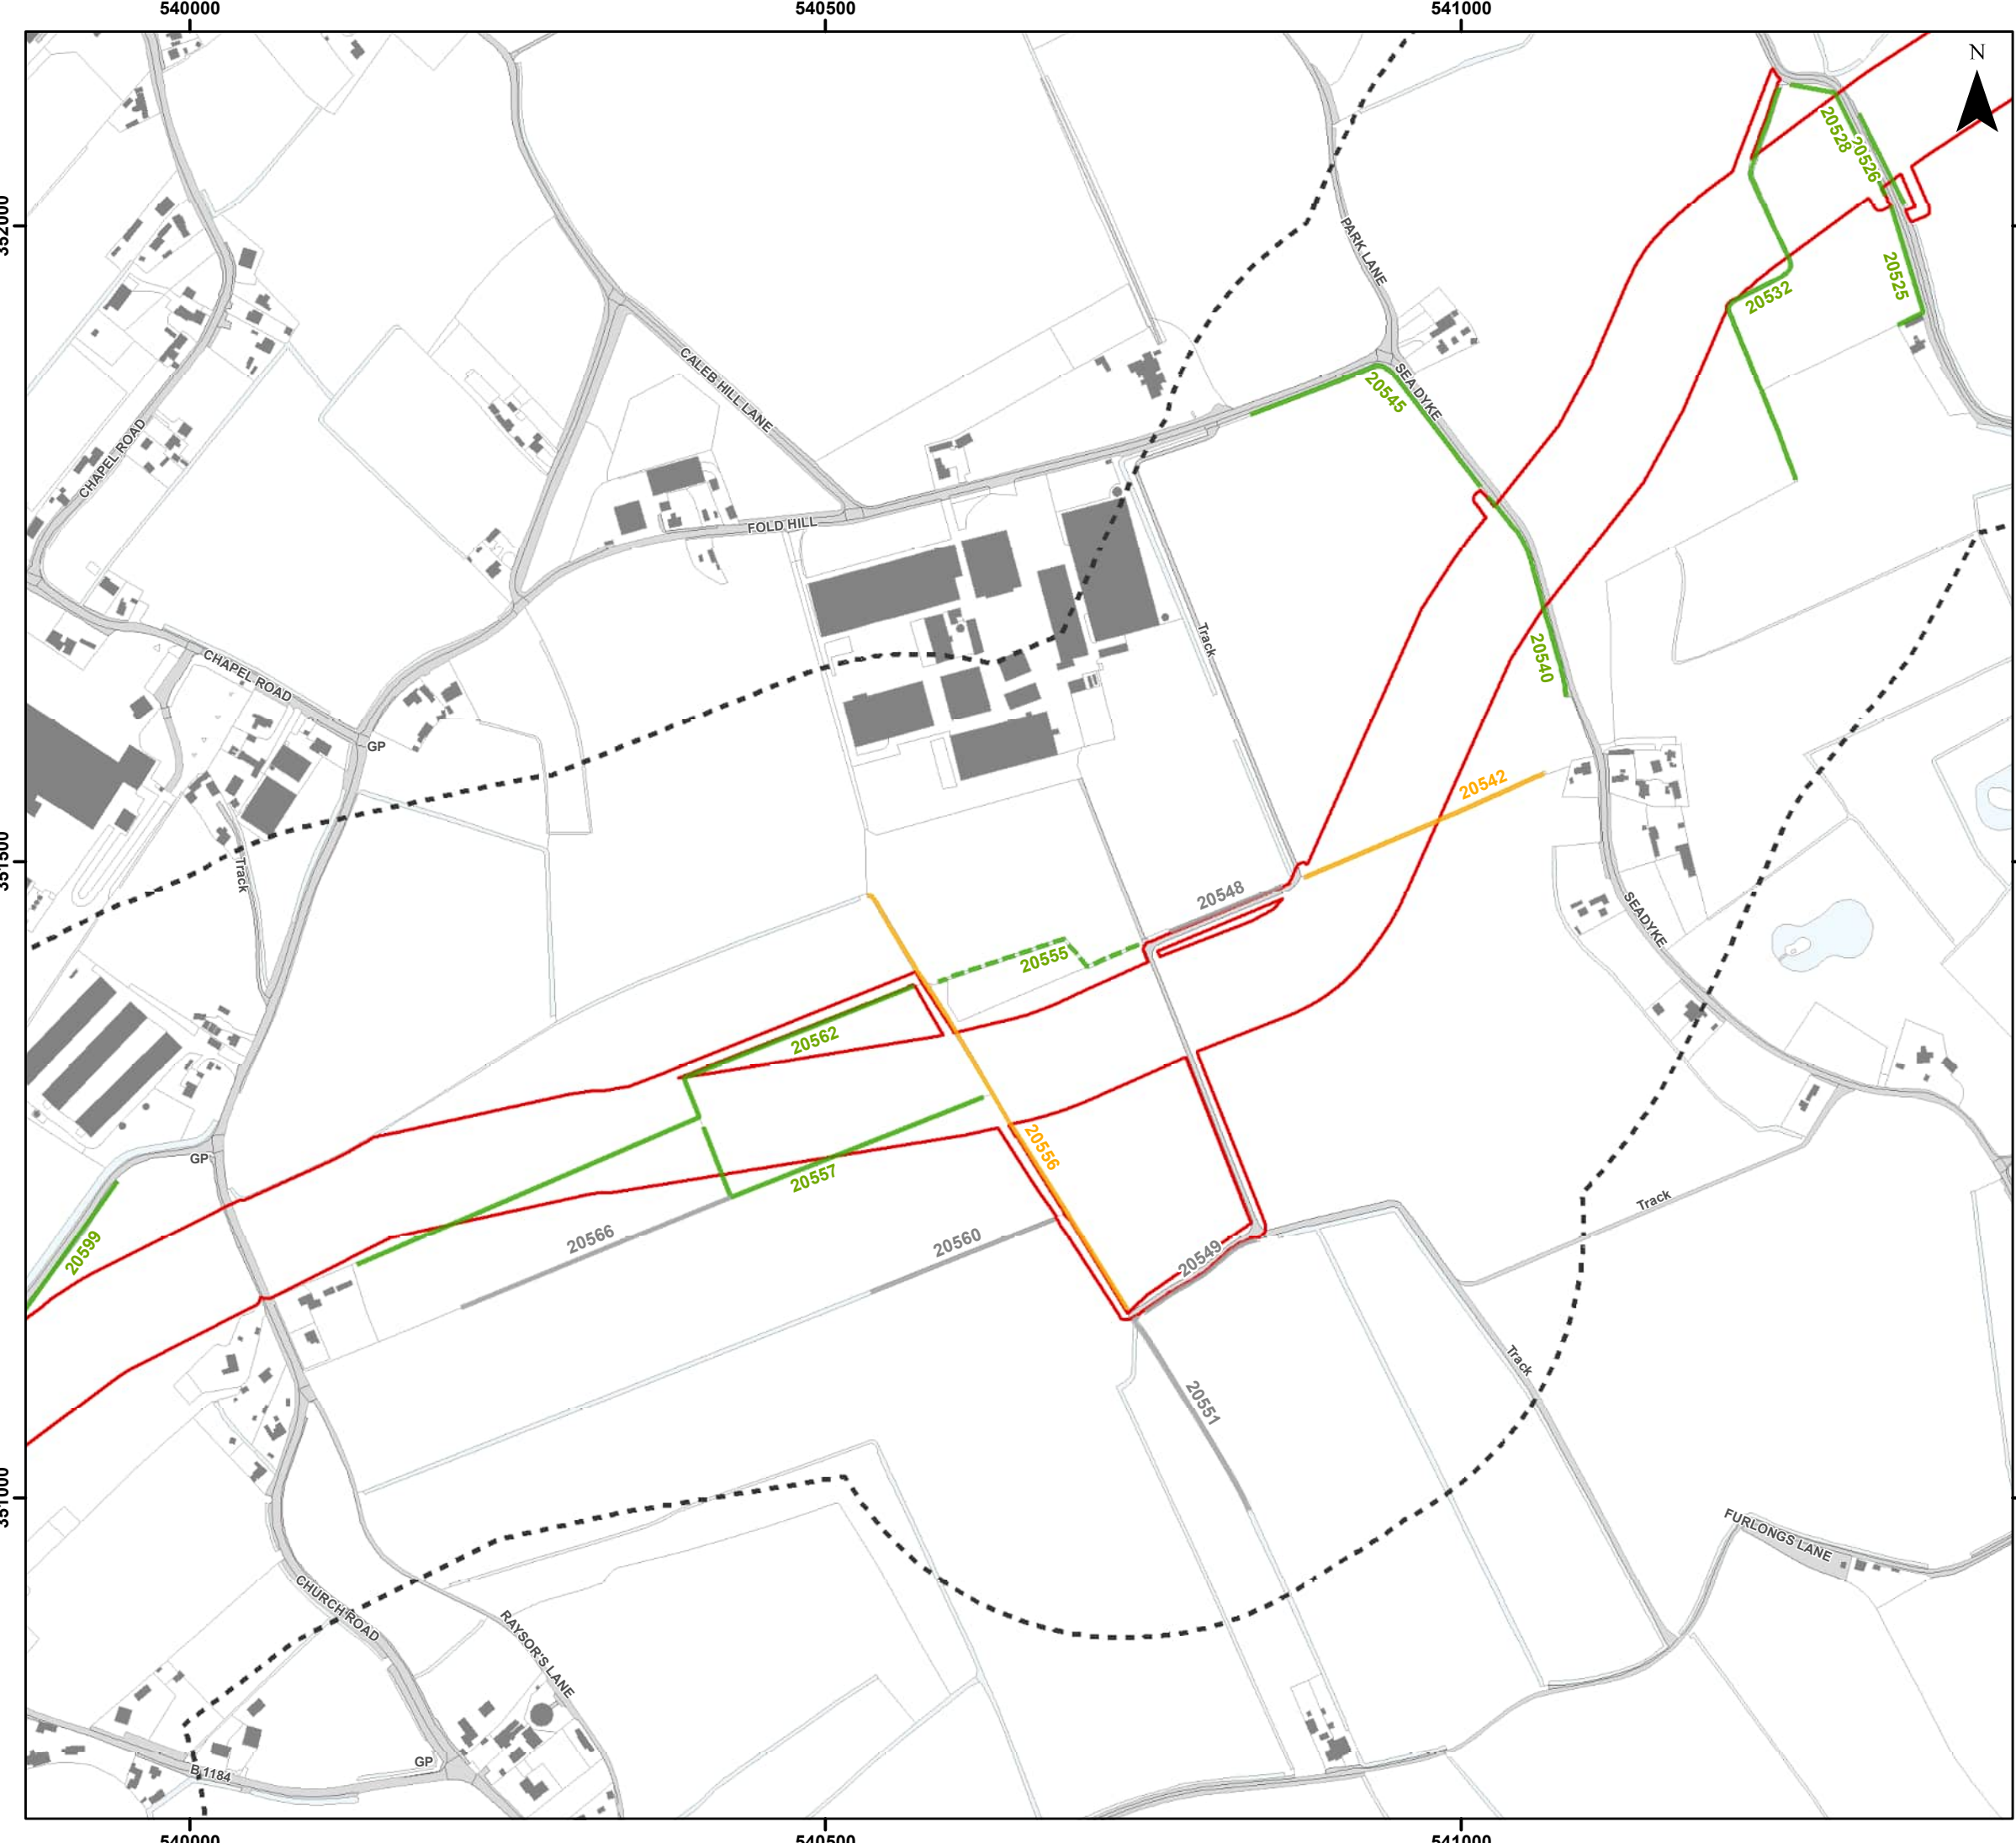 540000
540500
541000
N
352000
20528
20526
PARK LANE
20525
20532
CALEB HILL LANE
SEA DYKE
20545
CHAPEL ROAD
FOLD HILL
Track
20540
CHAPEL ROAD
GP
20542
351500
Track
20548
SEADYKE
20555
20562
20556
GP
20557
Track
20599
20566
20560
20549
Track
20551
351000
FURLONGS LANE
CHURCH ROAD
RAYSOR'S LANE
GP
B 1184
540000
540500
541000